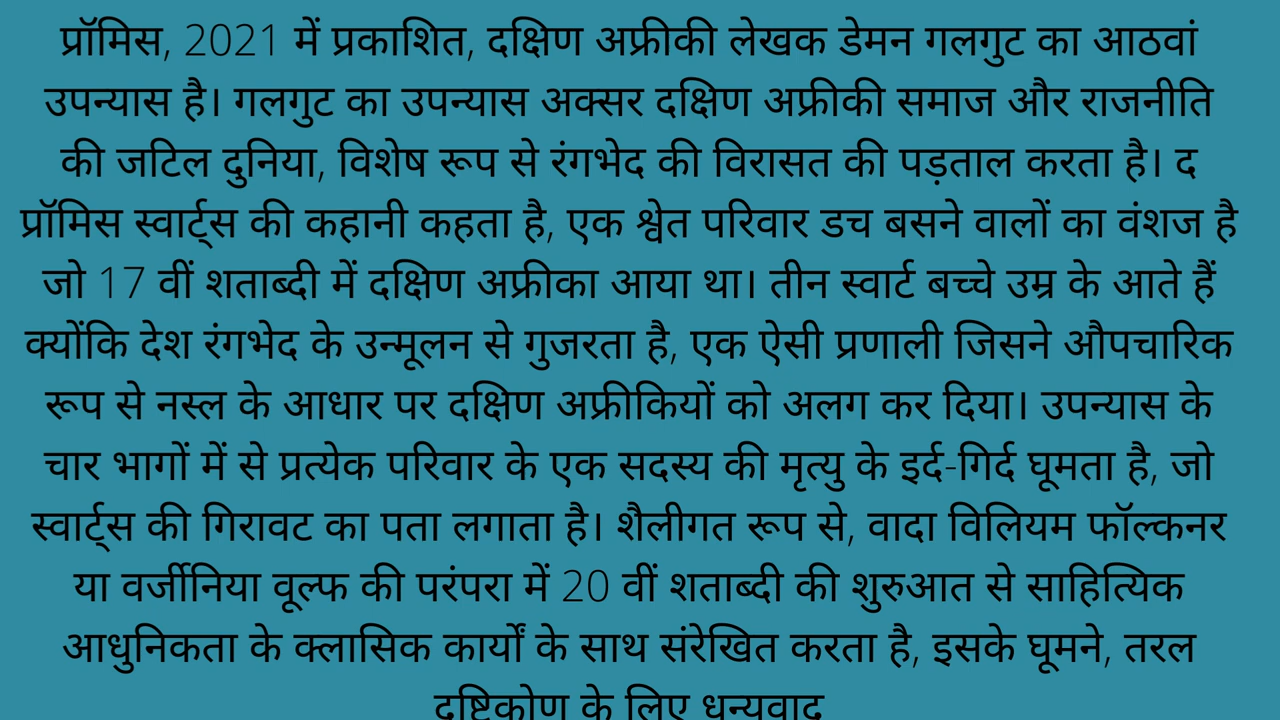 प्रॉमिस, 2021 में प्रकाशित, दक्षिण अफ्रीकी लेखक डेमन गलगुट का आठवां
उपन्यास है। गलगुट का उपन्यास अक्सर दक्षिण अफ्रीकी समाज और राजनीति
की जटिल दुनिया, विशेष रूप से रंगभेद की विरासत की पड़ताल करता है। द
प्रॉमिस स्वार्ट्स की कहानी कहता है, एक श्वेत परिवार डच बसने वालों का वंशज है
जो 17 वीं शताब्दी में दक्षिण अफ्रीका आया था। तीन स्वार्ट बच्चे उम्र के आते हैं
क्योंकि देश रंगभेद के उन्मूलन से गुजरता है, एक ऐसी प्रणाली जिसने औपचारिक
रूप से नस्ल के आधार पर दक्षिण अफ्रीकियों को अलग कर दिया। उपन्यास के
चार भागों में से प्रत्येक परिवार के एक सदस्य की मृत्यु के इर्द-गिर्द घूमता है, जो
स्वार्ट्स की गिरावट का पता लगाता है। शैलीगत रूप से, वादा विलियम फॉल्कनर
या वर्जीनिया वूल्फ की परंपरा में 20 वीं शताब्दी की शुरुआत से साहित्यिक
आधुनिकता के क्लासिक कार्यों के साथ संरेखित करता है, इसके घूमने, तरल
दृष्टिकोण के लिए धन्यवाद